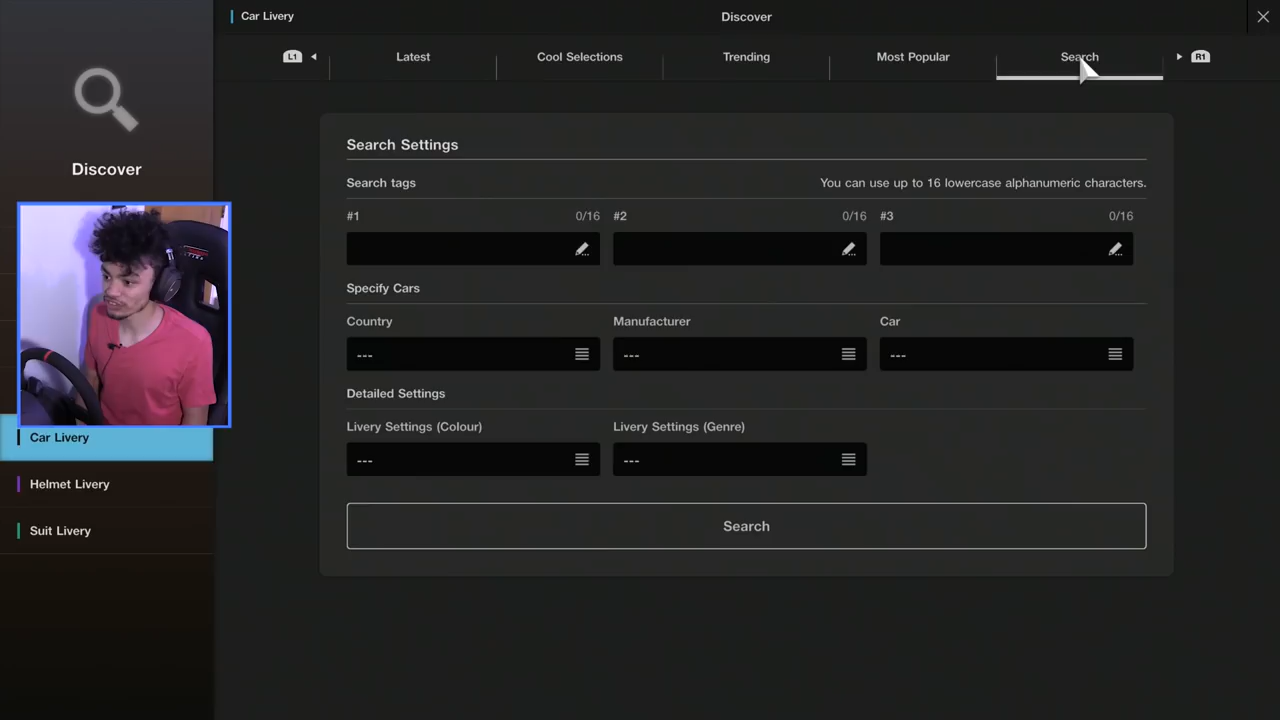 Car Livery
Discover
L1
Latest
Cool Selections
Trending
Most Popular
Search
R1
Discover
Car Livery
Helmet Livery
Suit Livery
Search Settings
Search tags
You can use up to 16 lowercase alphanumeric characters.
#1 0/16
#2 0/16
#3 0/16
Specify Cars
Country
Manufacturer
Car
---
---
---
Detailed Settings
Livery Settings (Colour)
Livery Settings (Genre)
---
---
Search